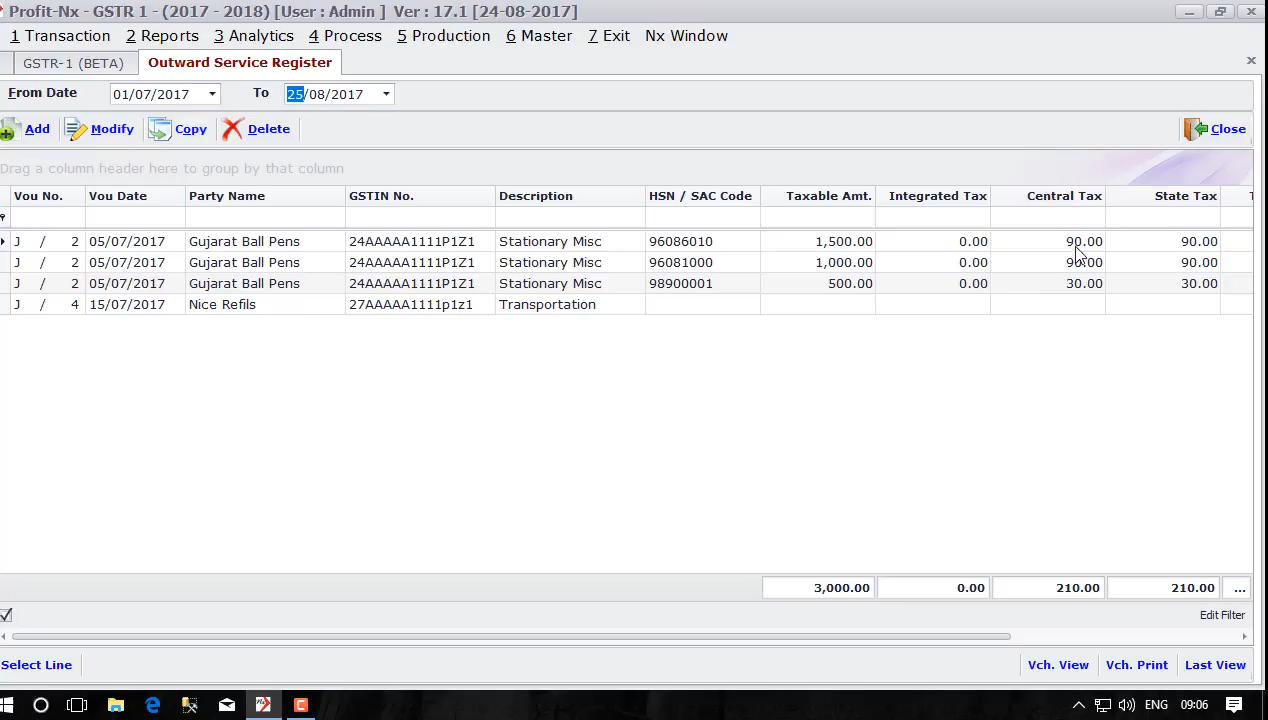 Profit-Nx - GSTR 1 - (2017 - 2018) [User : Admin ] Ver : 17.1 [24-08-2017]
1 Transaction 2 Reports 3 Analytics 4 Process 5 Production 6 Master 7 Exit Nx Window
GSTR-1 (BETA) Outward Service Register
From Date 01/07/2017 To 25/08/2017
Add Modify Copy Delete Close
Drag a column header here to group by that column
Vou No. Vou Date Party Name GSTIN No. Description HSN / SAC Code Taxable Amt. Integrated Tax Central Tax State Tax T
J / 2 05/07/2017 Gujarat Ball Pens 24AAAAA1111P1Z1 Stationary Misc 96086010 1,500.00 0.00 90.00 90.00
J / 2 05/07/2017 Gujarat Ball Pens 24AAAAA1111P1Z1 Stationary Misc 96081000 1,000.00 0.00 90.00 90.00
J / 2 05/07/2017 Gujarat Ball Pens 24AAAAA1111P1Z1 Stationary Misc 98900001 500.00 0.00 30.00 30.00
J / 4 15/07/2017 Nice Refils 27AAAAA1111p1z1 Transportation
3,000.00 0.00 210.00 210.00 ...
Edit Filter
Select Line Vch. View Vch. Print Last View
ENG 09:06